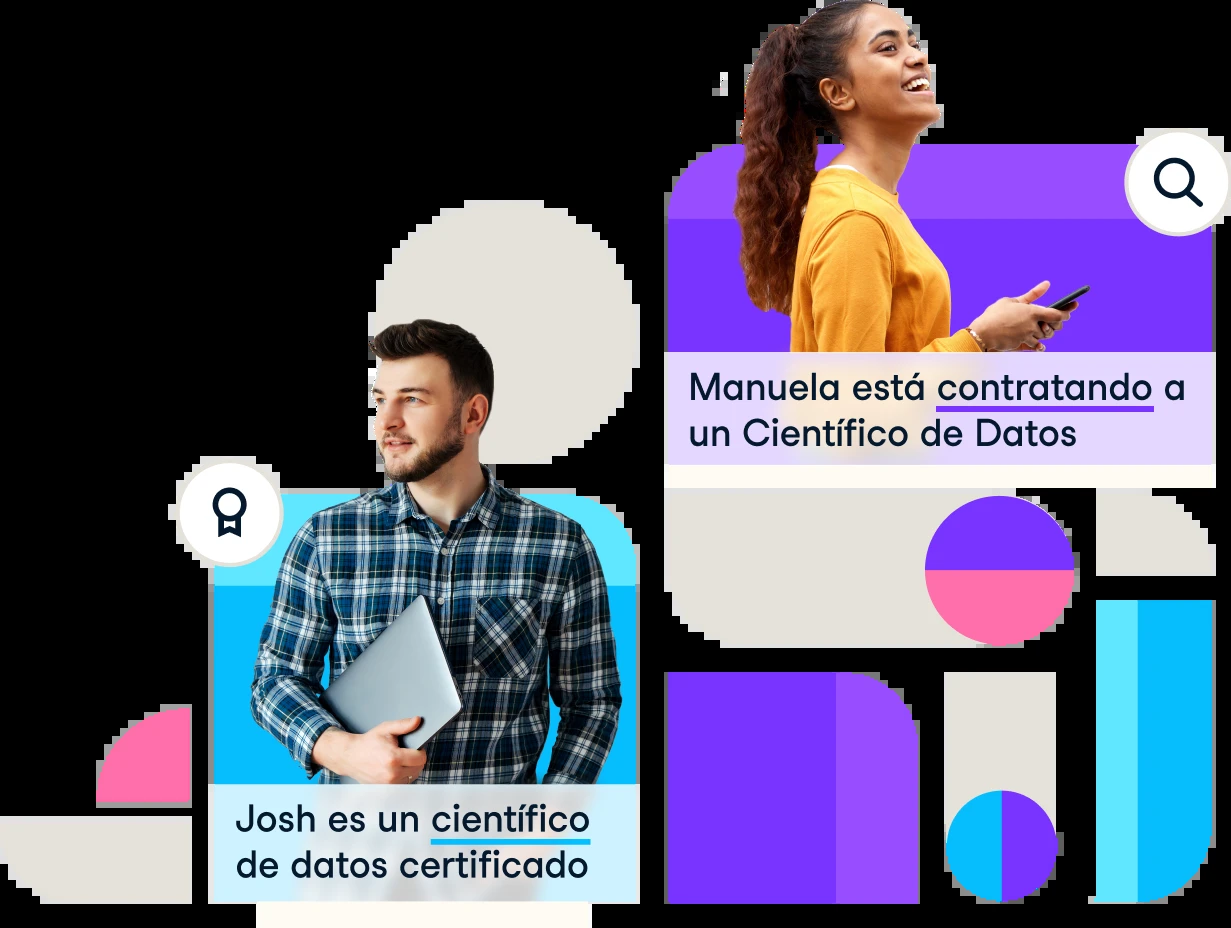 Manuela está contratando a
un Científico de Datos
Josh es un científico
de datos certificado